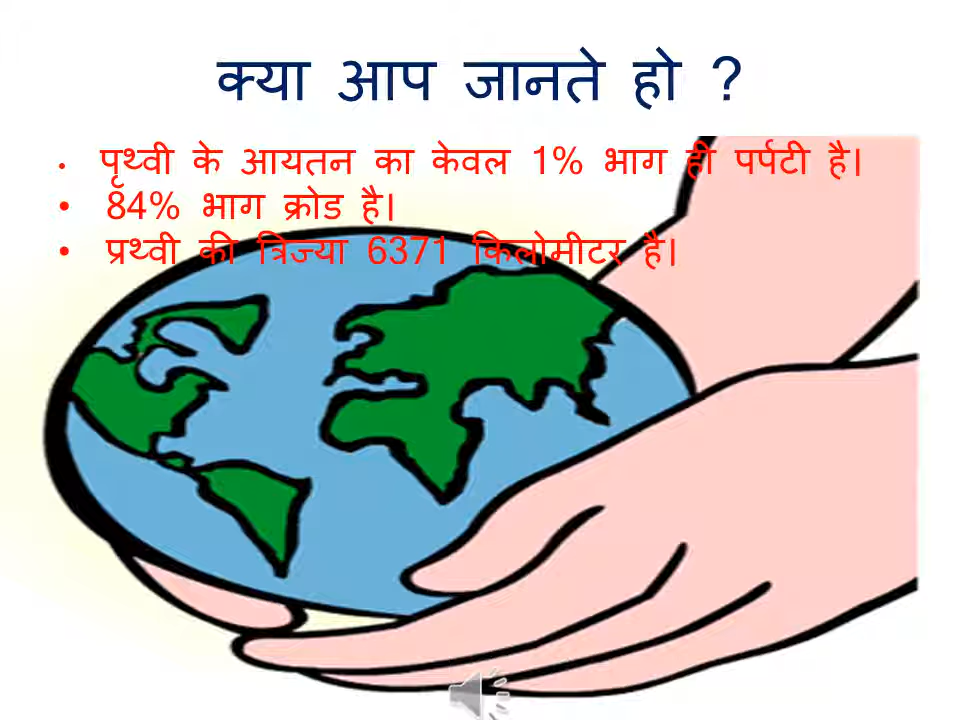 क्या आप जानते हो ?
• पृथ्वी के आयतन का केवल 1% भाग ही पर्पटी है।
• 84% भाग क्रोड है।
• प्रथ्वी की त्रिज्या 6371 किलोमीटर है।